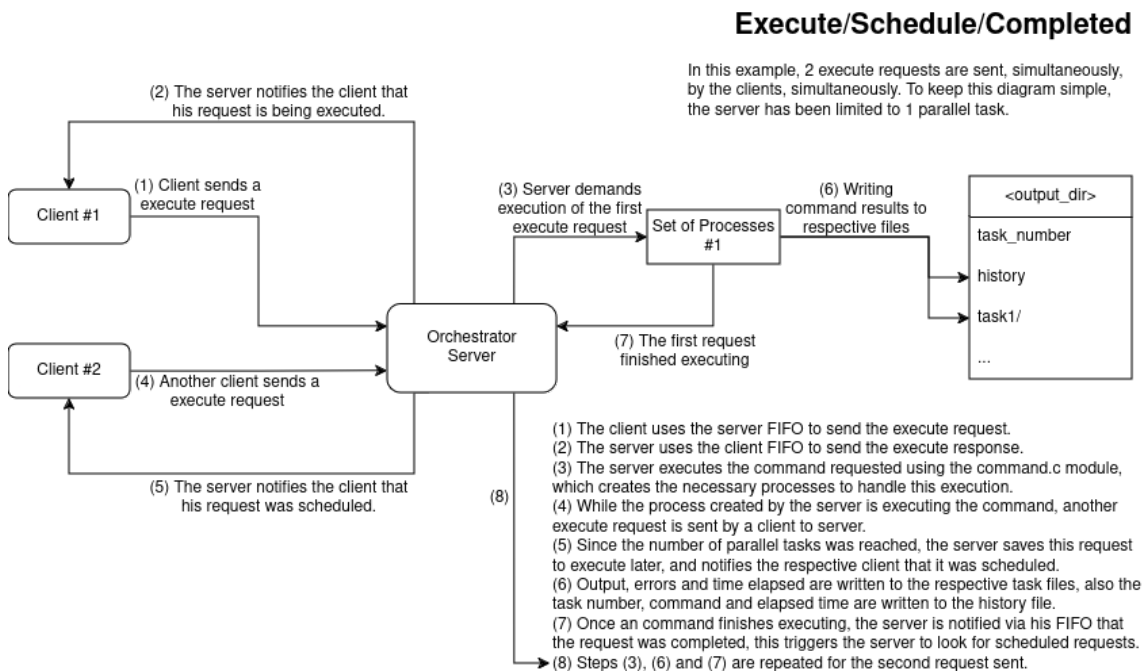 Execute/Schedule/Completed
In this example, 2 execute requests are sent, simultaneously,
by the clients, simultaneously. To keep this diagram simple,
the server has been limited to 1 parallel task.
(2) The server notifies the client that
his request is being executed.
(1) Client sends a
execute request
Client #1
(3) Server demands
execution of the first
execute request
Set of Processes
#1
(6) Writing
command results to
respective files
<output_dir>
task_number
history
task1/
...
Orchestrator
Server
(7) The first request
finished executing
Client #2
(4) Another client sends a
execute request
(5) The server notifies the client that
his request was scheduled.
(8)
(1) The client uses the server FIFO to send the execute request.
(2) The server uses the client FIFO to send the execute response.
(3) The server executes the command requested using the command.c module,
which creates the necessary processes to handle this execution.
(4) While the process created by the server is executing the command, another
execute request is sent by a client to server.
(5) Since the number of parallel tasks was reached, the server saves this request
to execute later, and notifies the respective client that it was scheduled.
(6) Output, errors and time elapsed are written to the respective task files, also the
task number, command and elapsed time are written to the history file.
(7) Once an command finishes executing, the server is notified via his FIFO that
the request was completed, this triggers the server to look for scheduled requests.
(8) Steps (3), (6) and (7) are repeated for the second request sent.